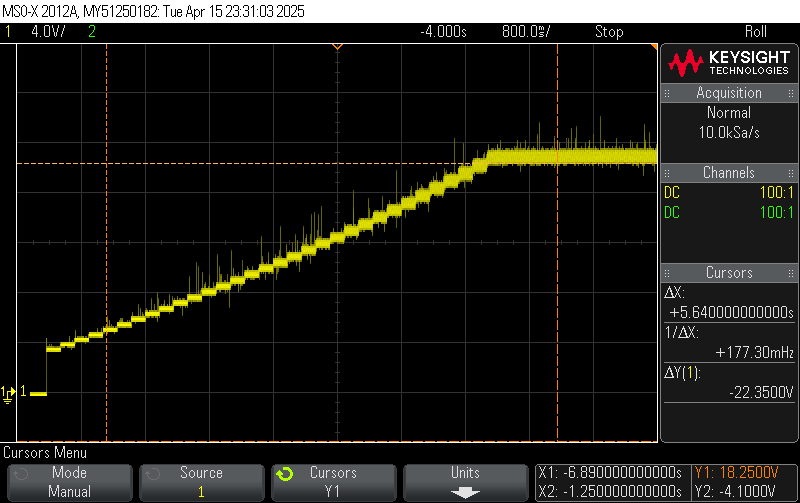 MSO-X 2012A, MY51250182: Tue Apr 15 23:31:03 2025
1 4.0V/ 2 -4.000s 800.0ms/ Stop Roll
KEYSIGHT
TECHNOLOGIES
Acquisition
Normal
10.0kSa/s
Channels
DC 100:1
DC 100:1
Cursors
ΔX:
+5.640000000000s
1/ΔX:
+177.30mHz
ΔY(1):
-22.3500V
1 1
Cursors Menu
Mode
Manual
Source
1
Cursors
Y1
Units
X1: -6.890000000000s
X2: -1.250000000000s
Y1: 18.2500V
Y2: -4.1000V